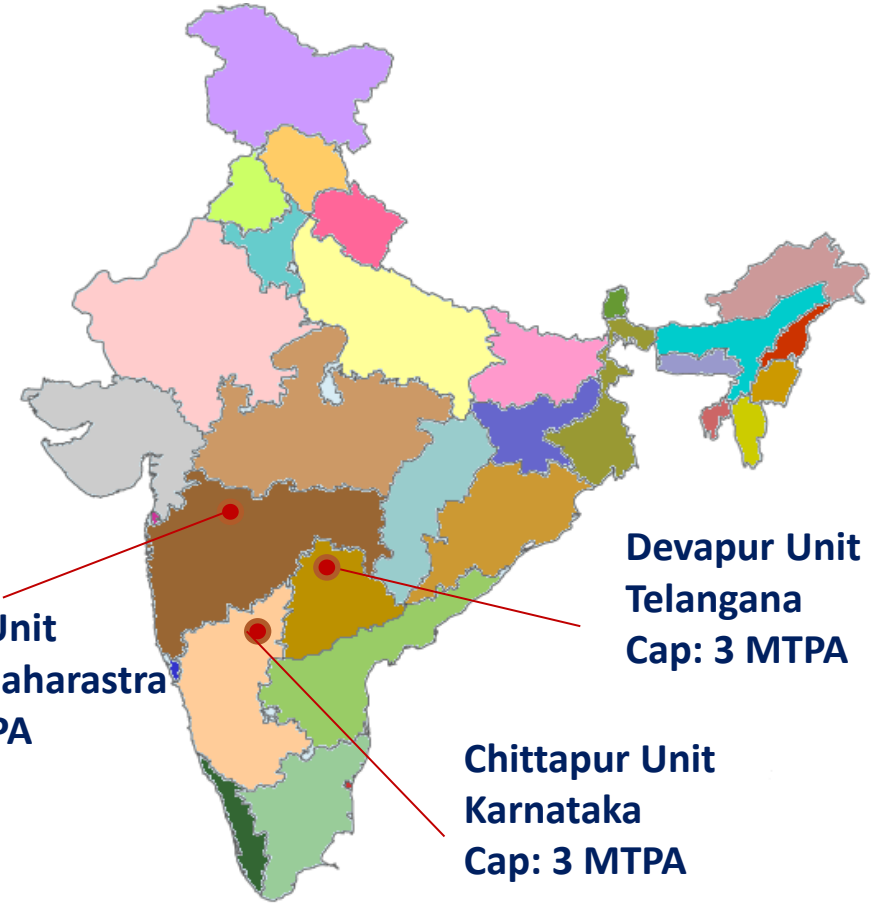 Devapur Unit
Telangana
Cap: 3 MTPA
Unit
aharastra
PA
Chittapur Unit
Karnataka
Cap: 3 MTPA